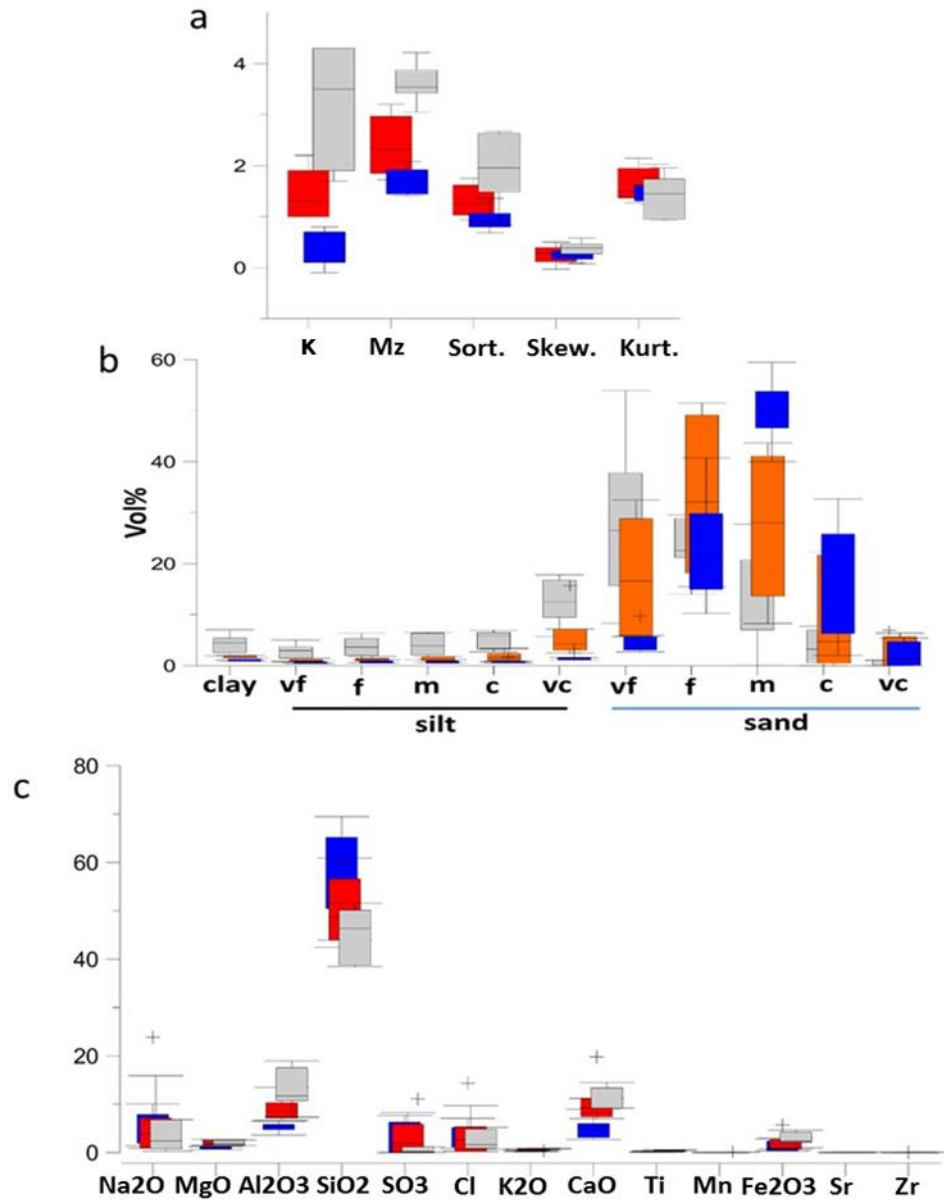 a
4
2
0
K Mz Sort. Skew. Kurt.
b
60
40
20
0
Vol%
clay vf f m c vc vf f m c vc
silt sand
c
80
60
40
20
0
Na2O MgO Al2O3 SiO2 SO3 Cl K2O CaO Ti Mn Fe2O3 Sr Zr